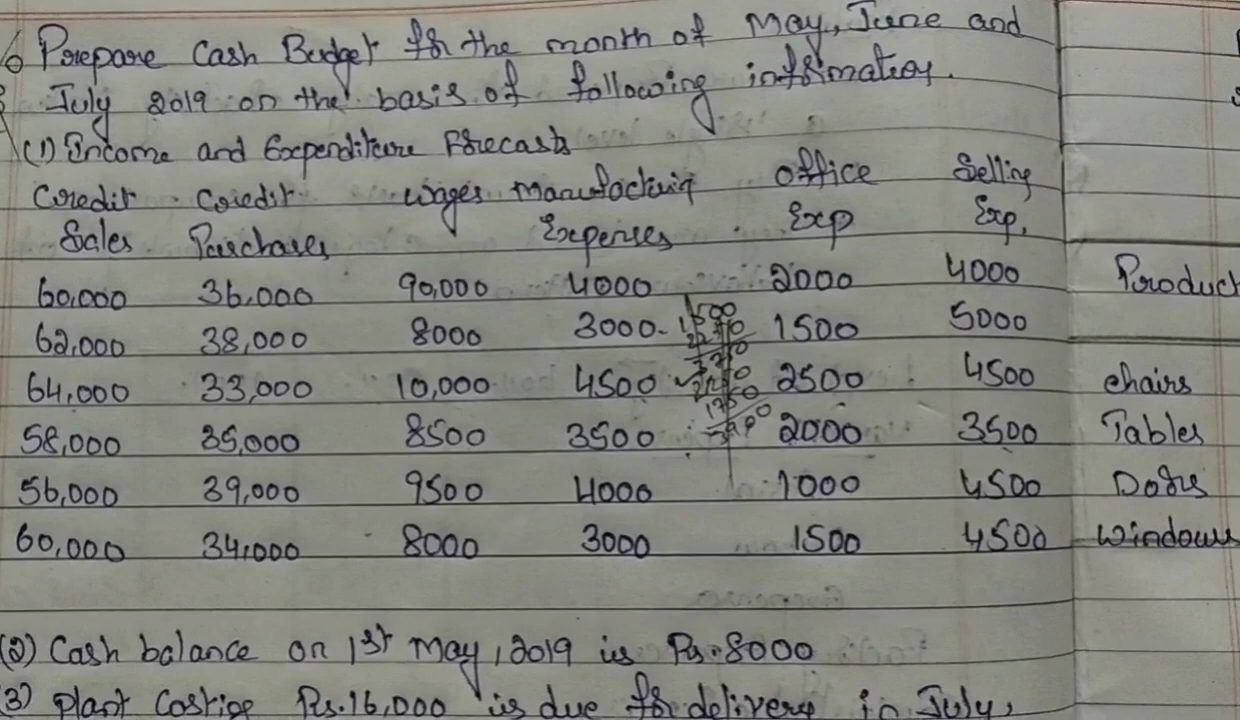 6 Prepare Cash Budget for the month of May, June and
July 2019 on the basis of following information.
(1) Income and Expenditure Forecasts
Credit Credit Wages Manufacturing Office Selling
Sales Purchases Expenses Exp Exp.
60,000 36,000 90,000 4000 2000 4000 Product
62,000 38,000 8000 3000 1500 5000
64,000 33,000 10,000 4500 2500 4500 chairs
58,000 35,000 8500 3500 2000 3500 Tables
56,000 39,000 9500 4000 1000 4500 Doors
60,000 34,000 8000 3000 1500 4500 Windows
(2) Cash balance on 1st May, 2019 is Rs. 8000
(3) Plant Costing Rs. 16,000 is due for delivery in July,